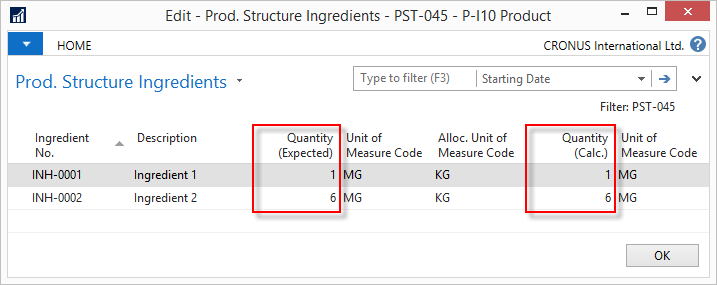 Edit - Prod. Structure Ingredients - PST-045 - P-I10 Product
HOME
CRONUS International Ltd. ?
Prod. Structure Ingredients
Type to filter (F3) Starting Date
Filter: PST-045
Ingredient No. Description Quantity (Expected) Unit of Measure Code Alloc. Unit of Measure Code Quantity (Calc.) Unit of Measure Code
INH-0001 Ingredient 1 1 MG KG 1 MG
INH-0002 Ingredient 2 6 MG KG 6 MG
OK